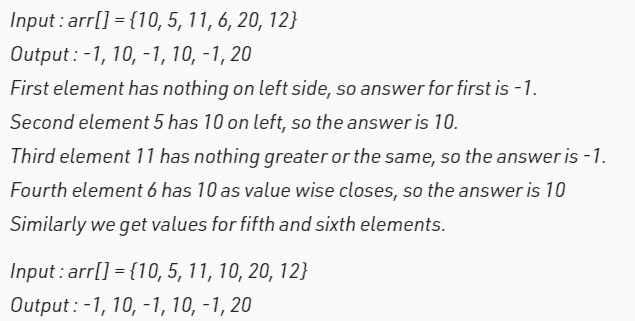 Input : arr[] = {10, 5, 11, 6, 20, 12}
Output : -1, 10, -1, 10, -1, 20
First element has nothing on left side, so answer for first is -1.
Second element 5 has 10 on left, so the answer is 10.
Third element 11 has nothing greater or the same, so the answer is -1.
Fourth element 6 has 10 as value wise closes, so the answer is 10
Similarly we get values for fifth and sixth elements.
Input : arr[] = {10, 5, 11, 10, 20, 12}
Output : -1, 10, -1, 10, -1, 20